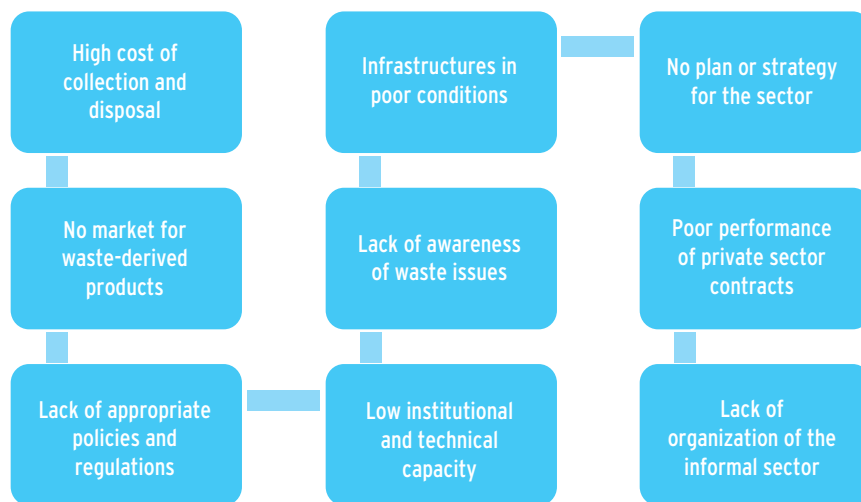 High cost of
collection and
disposal
No market for
waste-derived
products
Lack of appropriate
policies and
regulations
Low institutional
and technical
capacity
Lack of awareness
of waste issues
Infrastructures in
poor conditions
No plan or strategy
for the sector
Poor performance
of private sector
contracts
Lack of
organization of the
informal sector